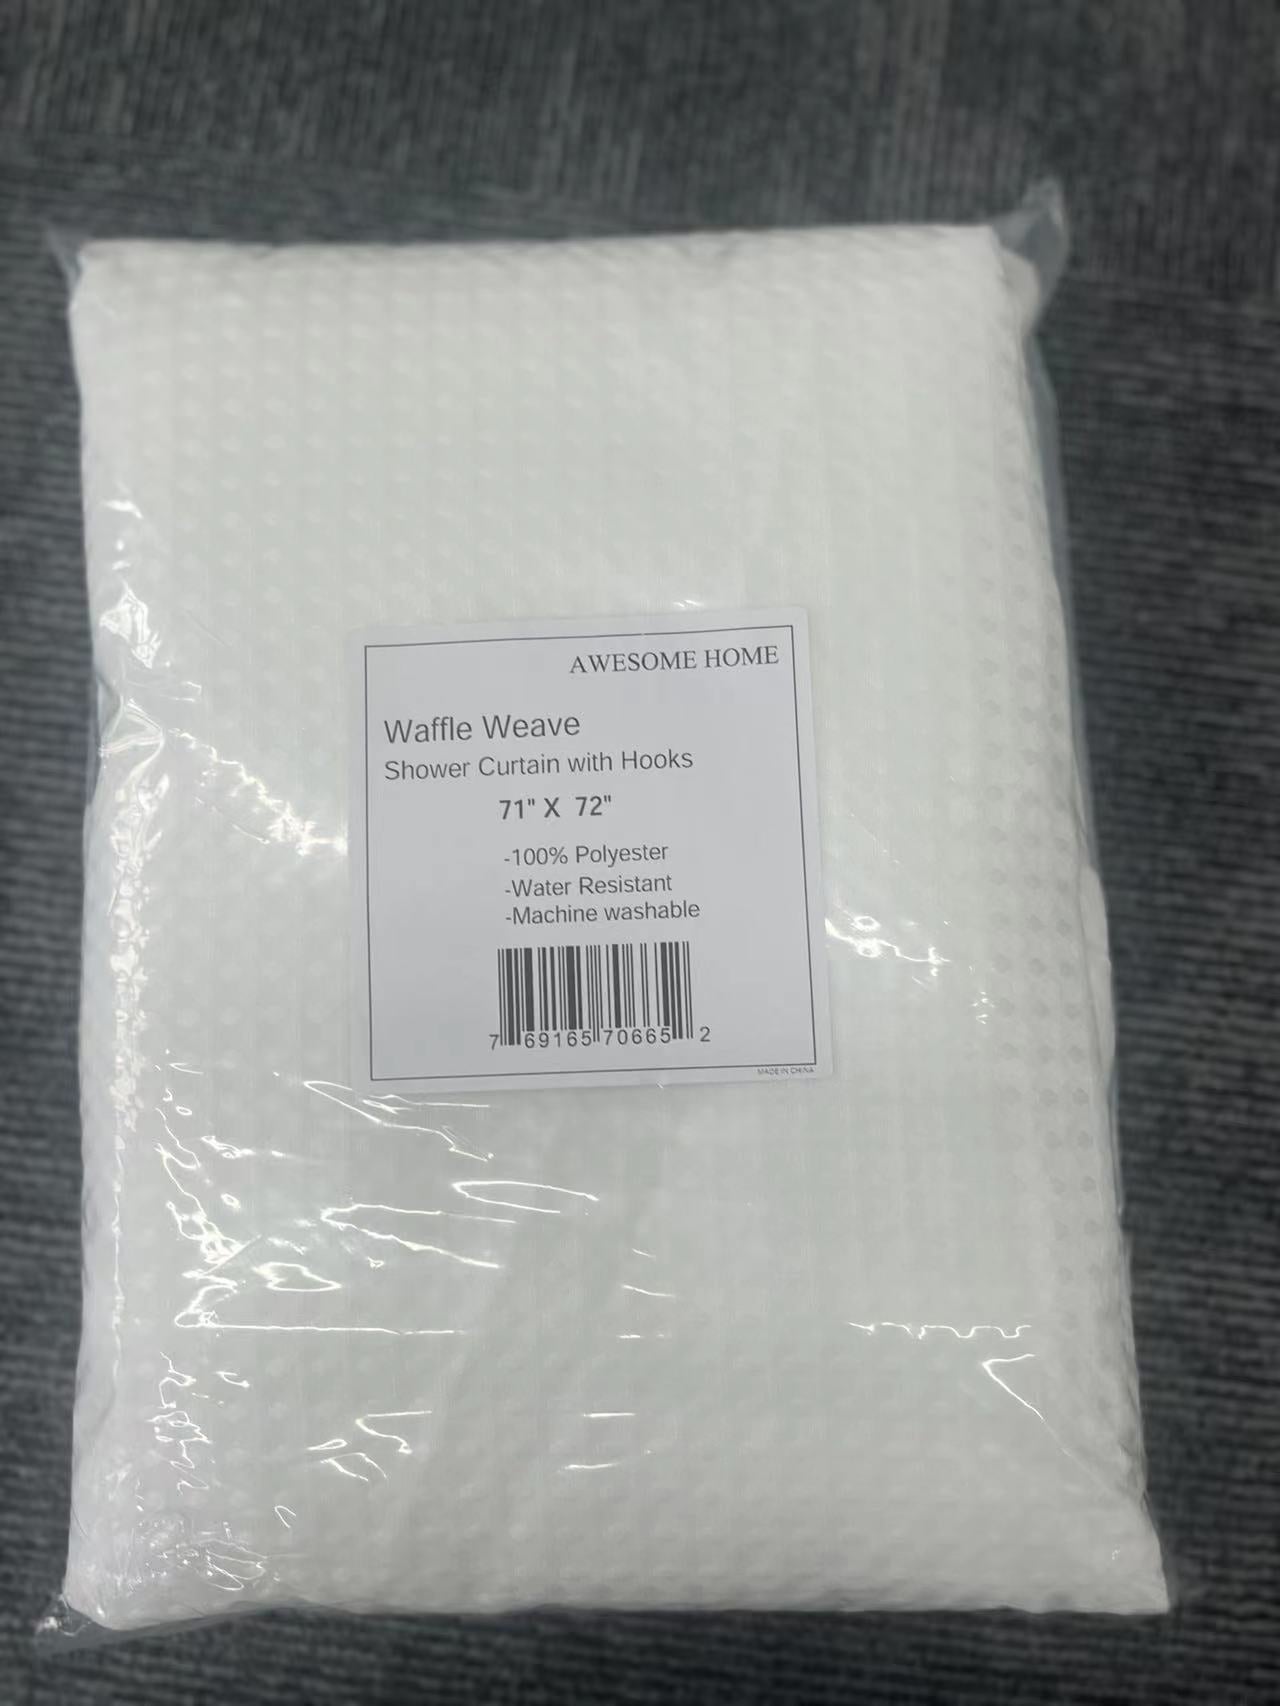 AWESOME HOME
Waffle Weave
Shower Curtain with Hooks
71" X 72"
-100% Polyester
-Water Resistant
-Machine washable
7 69165 70665 2
MADE IN CHINA